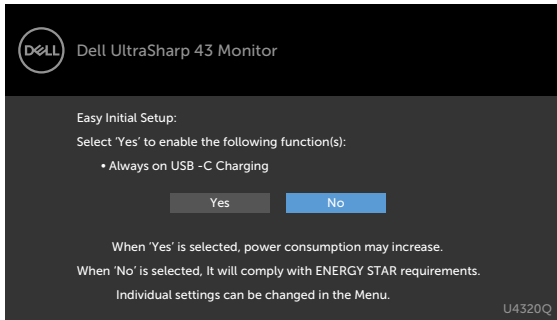 DELL
Dell UltraSharp 43 Monitor
Easy Initial Setup:
Select ‘Yes’ to enable the following function(s):
• Always on USB -C Charging
Yes No
When ‘Yes’ is selected, power consumption may increase.
When ‘No’ is selected, It will comply with ENERGY STAR requirements.
Individual settings can be changed in the Menu.
U4320Q